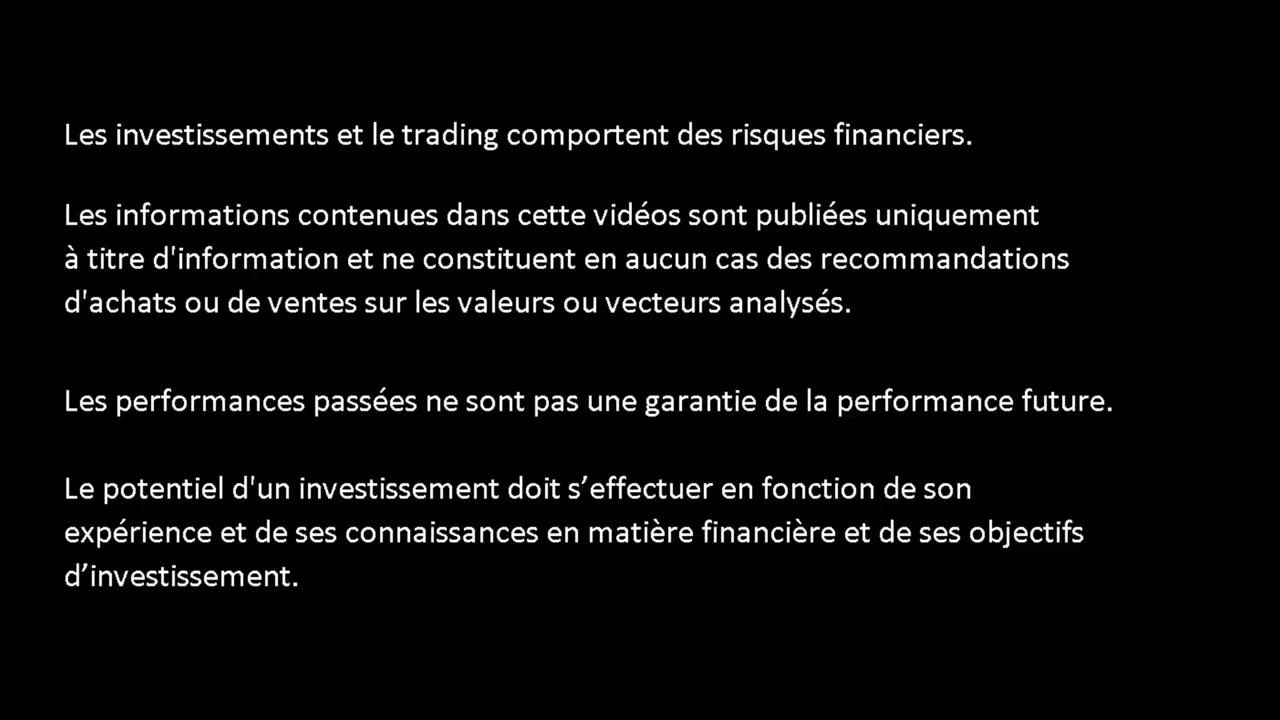 Les investissements et le trading comportent des risques financiers.
Les informations contenues dans cette vidéos sont publiées uniquement
à titre d'information et ne constituent en aucun cas des recommandations
d'achats ou de ventes sur les valeurs ou vecteurs analysés.
Les performances passées ne sont pas une garantie de la performance future.
Le potentiel d'un investissement doit s’effectuer en fonction de son
expérience et de ses connaissances en matière financière et de ses objectifs
d’investissement.